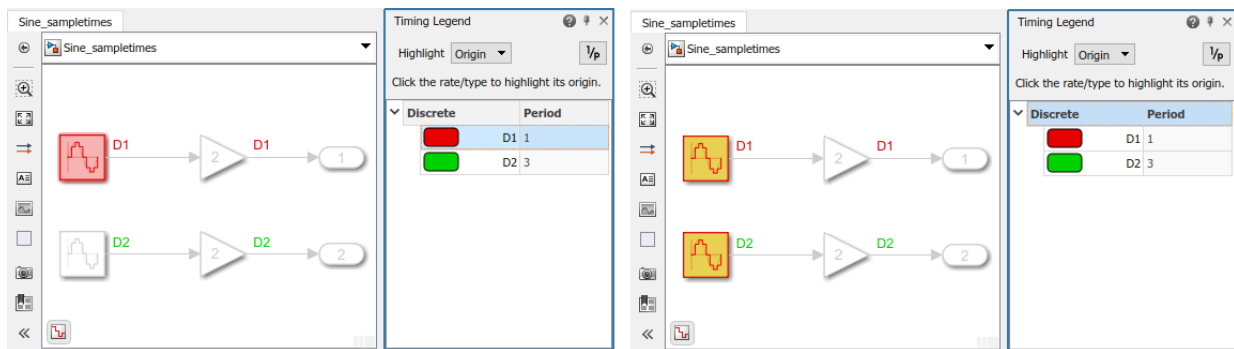 Sine_sampletimes
Sine_sampletimes
D1
2
D1
1
D2
2
D2
2
Timing Legend
Highlight Origin
1/p
Click the rate/type to highlight its origin.
Discrete Period
D1 1
D2 3
Sine_sampletimes
Sine_sampletimes
D1
2
D1
1
D2
2
D2
2
Timing Legend
Highlight Origin
1/p
Click the rate/type to highlight its origin.
Discrete Period
D1 1
D2 3